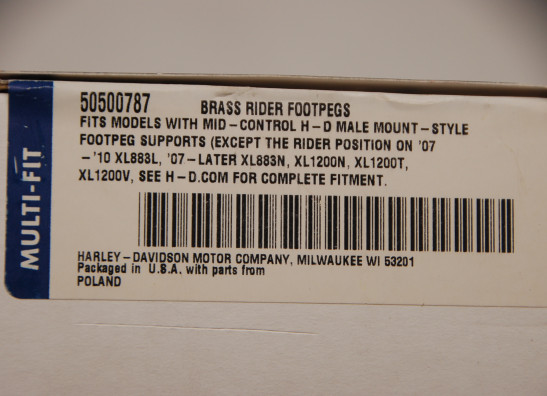 50500787 BRASS RIDER FOOTPEGS
FITS MODELS WITH MID-CONTROL H-D MALE MOUNT-STYLE
FOOTPEG SUPPORTS (EXCEPT THE RIDER POSITION ON '07
-'10 XL883L, '07-LATER XL883N, XL1200N, XL1200T,
XL1200V, SEE H-D.COM FOR COMPLETE FITMENT.
HARLEY-DAVIDSON MOTOR COMPANY, MILWAUKEE WI 53201
Packaged in U.S.A. with parts from
POLAND
MULTI-FIT